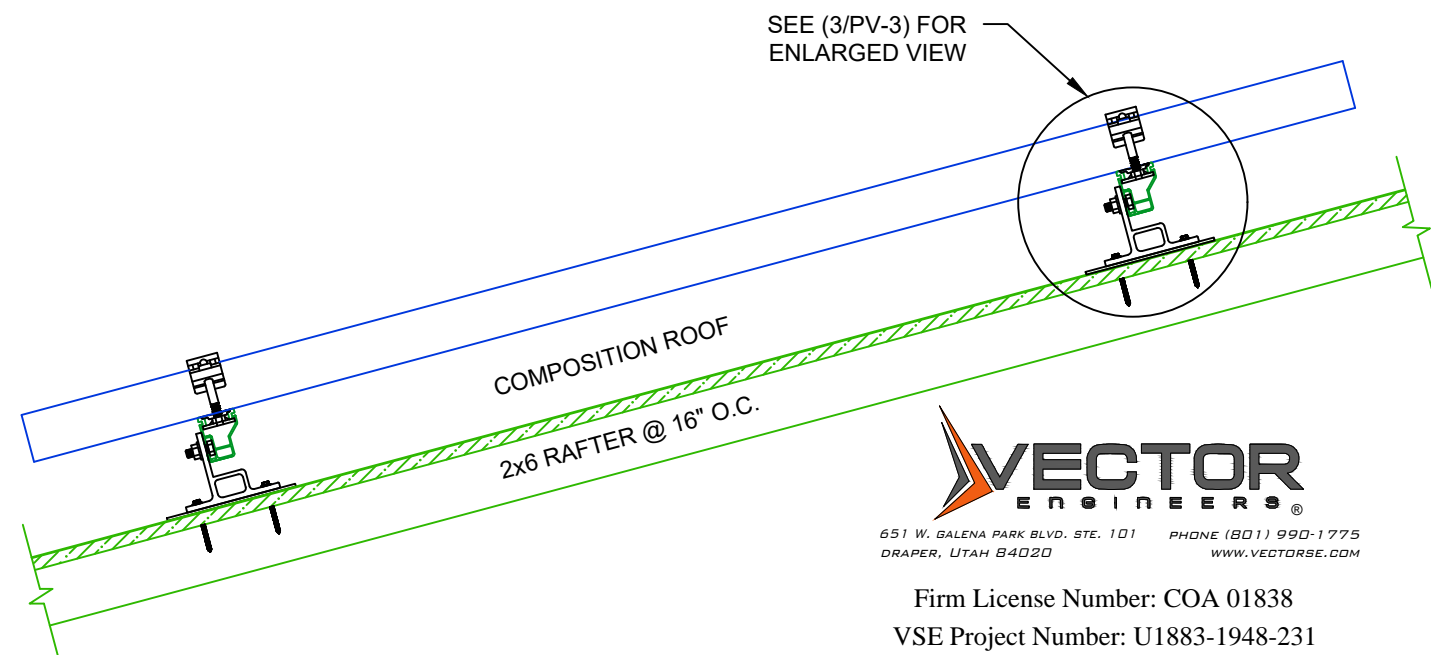 SEE (3/PV-3) FOR
ENLARGED VIEW
COMPOSITION ROOF
2x6 RAFTER @ 16" O.C.
VECTOR
ENGINEERS®
651 W. GALENA PARK BLVD. STE. 101 PHONE (801) 990-1775
DRAPER, UTAH 84020 WWW.VECTORSE.COM
Firm License Number: COA 01838
VSE Project Number: U1883-1948-231